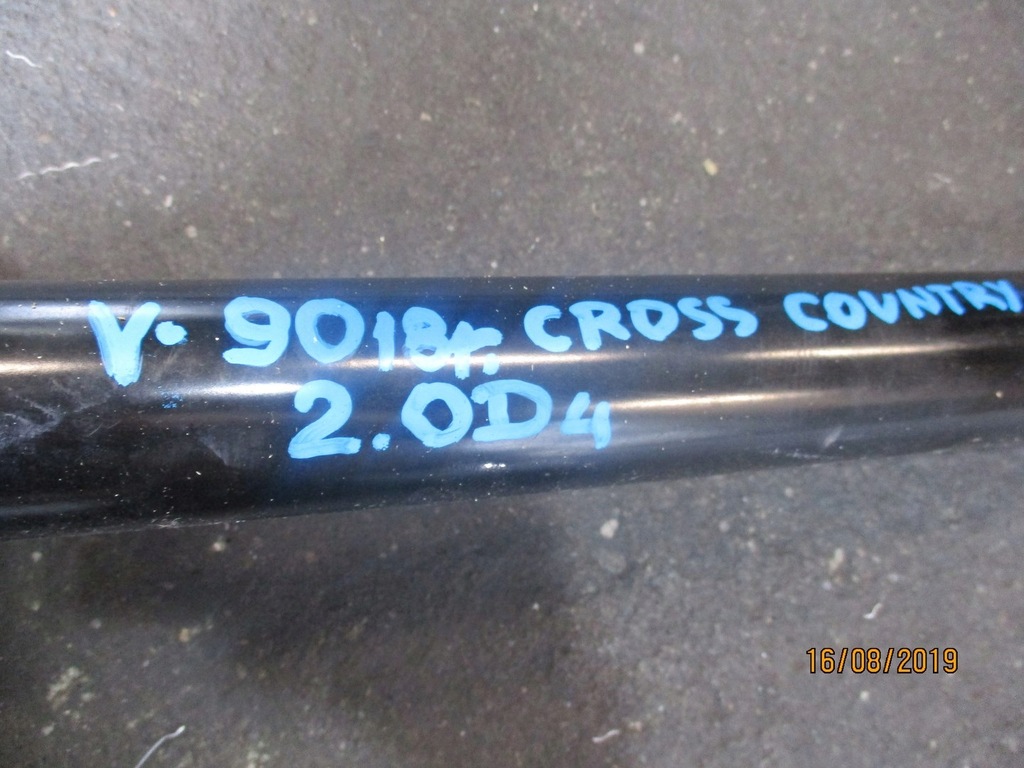 V. 90 18r. CROSS COUNTRY
2.0D4
16/08/2019